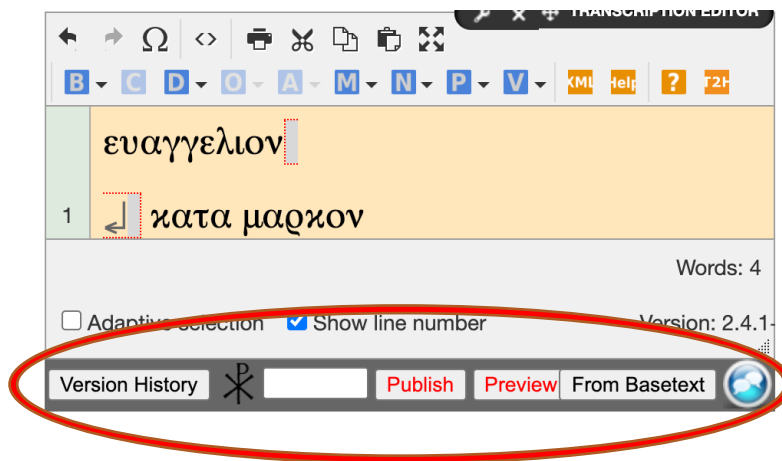 TRANSCRIPTION EDITOR
Ω <>
B C D O A M N P V XML Help ? T2H
ευαγγελιον
1 κατα μαρκον
Words: 4
Adaptive selection Show line number Version: 2.4.1-
Version History Publish Preview From Basetext